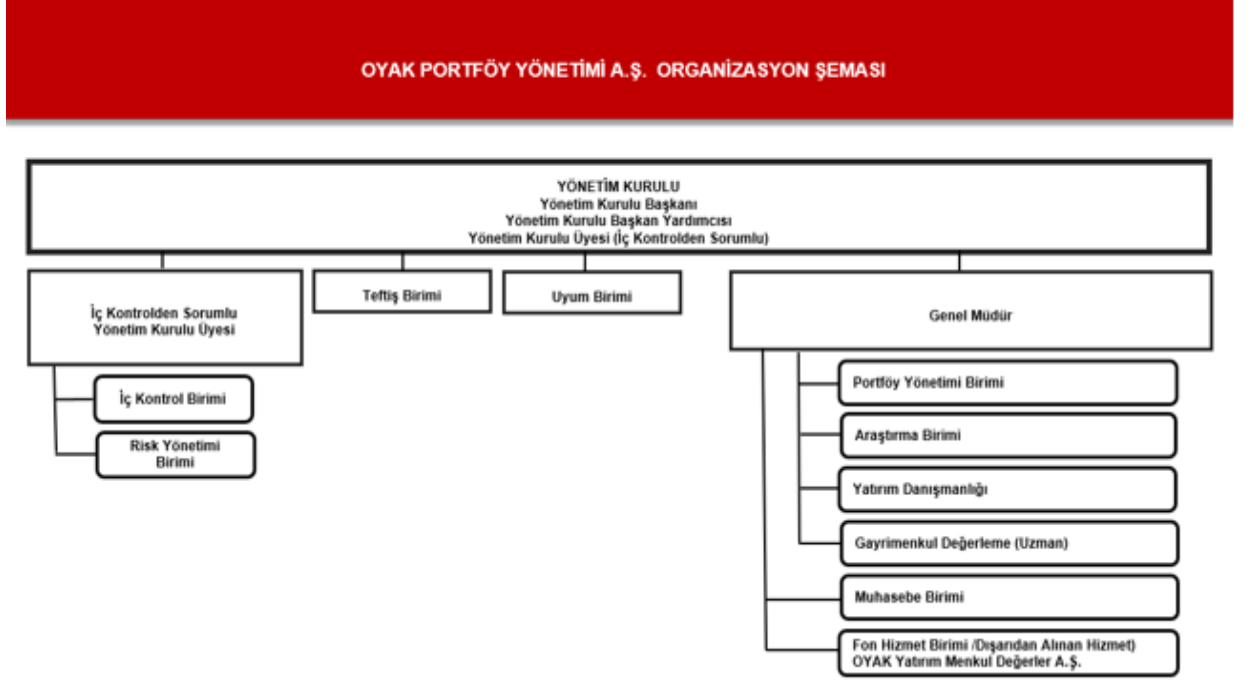 OYAK PORTFÖY YÖNETİMİ A.Ş. ORGANİZASYON ŞEMASI
YÖNETİM KURULU
Yönetim Kurulu Başkanı
Yönetim Kurulu Başkan Yardımcısı
Yönetim Kurulu Üyesi (İç Kontrolden Sorumlu)
İç Kontrolden Sorumlu
Yönetim Kurulu Üyesi
Teftiş Birimi
Uyum Birimi
Genel Müdür
İç Kontrol Birimi
Risk Yönetimi
Birimi
Portföy Yönetimi Birimi
Araştırma Birimi
Yatırım Danışmanlığı
Gayrimenkul Değerleme (Uzman)
Muhasebe Birimi
Fon Hizmet Birimi /Dışarıdan Alınan Hizmet)
OYAK Yatırım Menkul Değerler A.Ş.